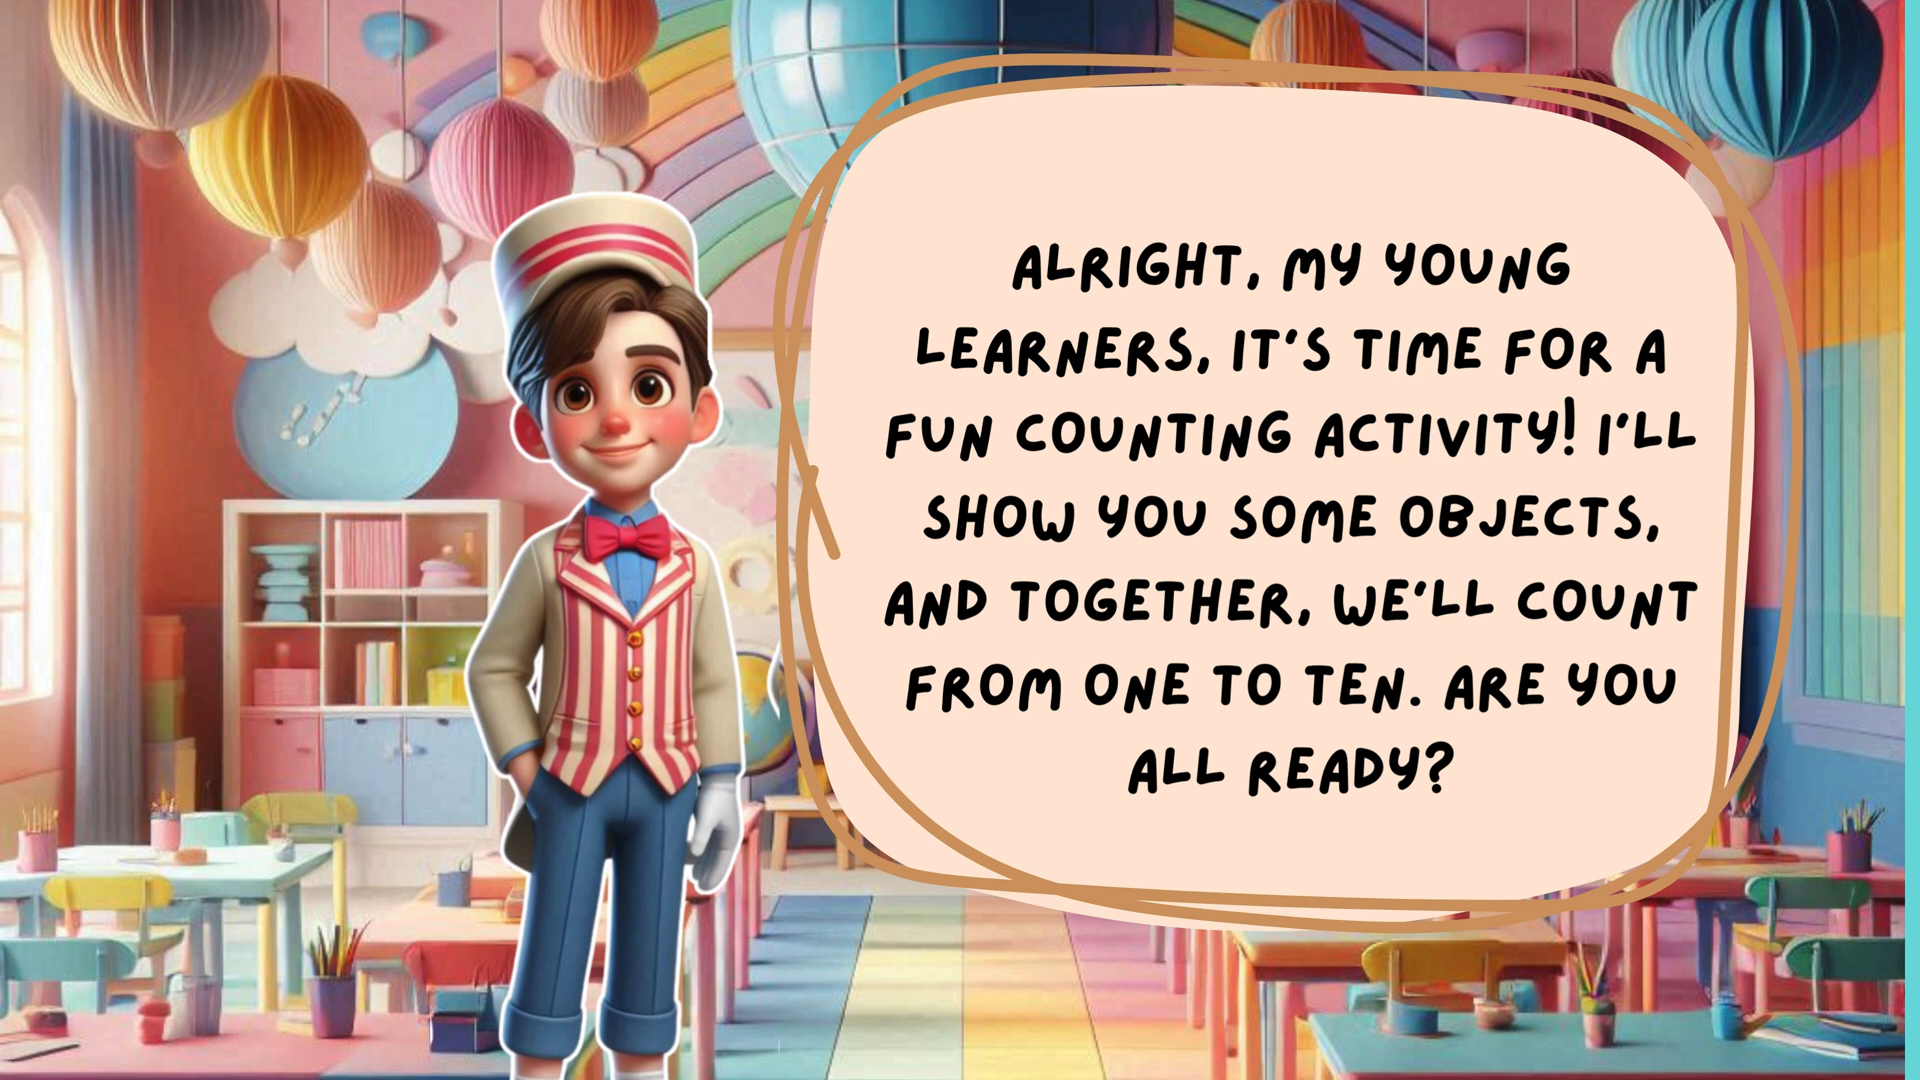 ALRIGHT, MY YOUNG
LEARNERS, IT'S TIME FOR A
FUN COUNTING ACTIVITY! I'LL
SHOW YOU SOME OBJECTS,
AND TOGETHER, WE'LL COUNT
FROM ONE TO TEN. ARE YOU
ALL READY?